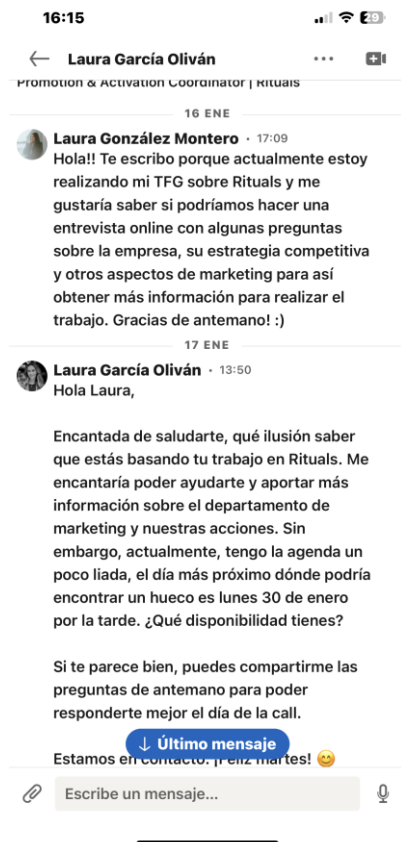 16:15
29
Laura García Oliván
Promotion & Activation Coordinator | Rituals
16 ENE
Laura González Montero • 17:09
Hola!! Te escribo porque actualmente estoy
realizando mi TFG sobre Rituals y me
gustaría saber si podríamos hacer una
entrevista online con algunas preguntas
sobre la empresa, su estrategia competitiva
y otros aspectos de marketing para así
obtener más información para realizar el
trabajo. Gracias de antemano! :)
17 ENE
Laura García Oliván • 13:50
Hola Laura,
Encantada de saludarte, qué ilusión saber
que estás basando tu trabajo en Rituals. Me
encantaría poder ayudarte y aportar más
información sobre el departamento de
marketing y nuestras acciones. Sin
embargo, actualmente, tengo la agenda un
poco liada, el día más próximo dónde podría
encontrar un hueco es lunes 30 de enero
por la tarde. ¿Qué disponibilidad tienes?
Si te parece bien, puedes compartirme las
preguntas de antemano para poder
responderte mejor el día de la call.
↓ Último mensaje
Estamos en contacto. ¡Feliz martes! 😊
Escribe un mensaje...